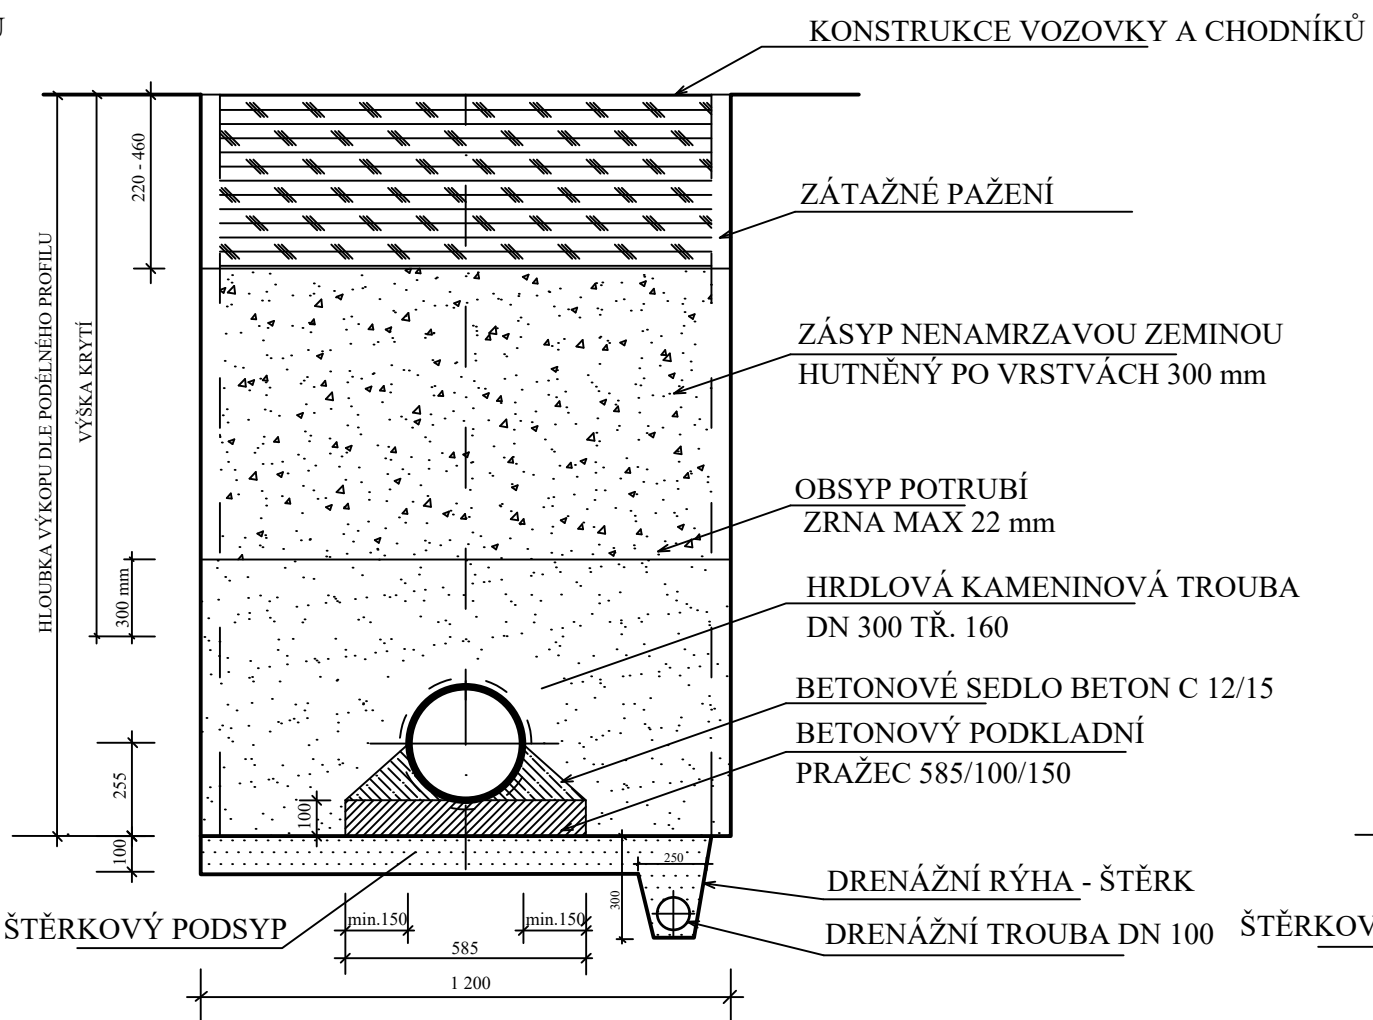 KONSTRUKCE VOZOVKY A CHODNÍKŮ
220 - 460
ZÁTAŽNÉ PAŽENÍ
HLOUBKA VÝKOPU DLE PODÉLNÉHO PROFILU
VÝŠKA KRYTÍ
ZÁSYP NENAMRZAVOU ZEMINOU
HUTNĚNÝ PO VRSTVÁCH 300 mm
OBSYP POTRUBÍ
ZRNA MAX 22 mm
300 mm
HRDLOVÁ KAMENINOVÁ TROUBA
DN 300 TŘ. 160
BETONOVÉ SEDLO BETON C 12/15
BETONOVÝ PODKLADNÍ
PRAŽEC 585/100/150
255
100
100
250
300
DRENÁŽNÍ RÝHA - ŠTĚRK
DRENÁŽNÍ TROUBA DN 100
ŠTĚRKOVÝ PODSYP
min.150
min.150
585
1 200
ŠTĚRKOV